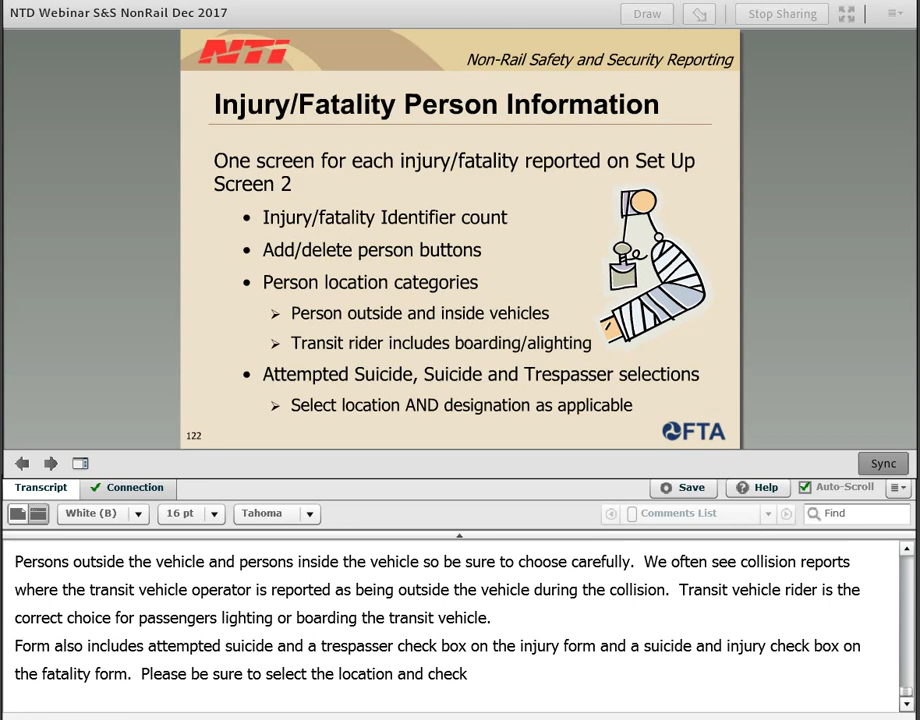 NTD Webinar S&S NonRail Dec 2017
Draw
Stop Sharing
NTI
Non-Rail Safety and Security Reporting
Injury/Fatality Person Information
One screen for each injury/fatality reported on Set Up
Screen 2
• Injury/fatality Identifier count
• Add/delete person buttons
• Person location categories
➢ Person outside and inside vehicles
➢ Transit rider includes boarding/alighting
• Attempted Suicide, Suicide and Trespasser selections
➢ Select location AND designation as applicable
122
FTA
Sync
Transcript
Connection
Save
Help
Auto-Scroll
White (B)
16 pt
Tahoma
Comments List
Find
Persons outside the vehicle and persons inside the vehicle so be sure to choose carefully.  We often see collision reports
where the transit vehicle operator is reported as being outside the vehicle during the collision.  Transit vehicle rider is the
correct choice for passengers lighting or boarding the transit vehicle.
Form also includes attempted suicide and a trespasser check box on the injury form and a suicide and injury check box on
the fatality form.  Please be sure to select the location and check